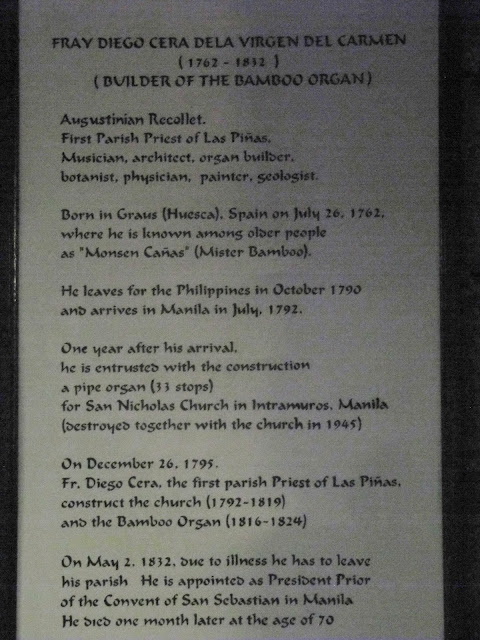 FRAY DIEGO CERA DELA VIRGEN DEL CARMEN
( 1762 - 1832 )
( BUILDER OF THE BAMBOO ORGAN )
Augustinian Recollet.
First Parish Priest of Las Piñas,
Musician, architect, organ builder,
botanist, physician, painter, geologist.
Born in Graus (Huesca), Spain on July 26, 1762,
where he is known among older people
as "Monsen Cañas" (Mister Bamboo).
He leaves for the Philippines in October 1790
and arrives in Manila in July, 1792.
One year after his arrival,
he is entrusted with the construction
a pipe organ (33 stops)
for San Nicholas Church in Intramuros, Manila
(destroyed together with the church in 1945)
On December 26, 1795.
Fr. Diego Cera, the first parish Priest of Las Piñas,
construct the church (1792-1819)
and the Bamboo Organ (1816-1824)
On May 2, 1832, due to illness he has to leave
his parish He is appointed as President Prior
of the Convent of San Sebastian in Manila
He died one month later at the age of 70